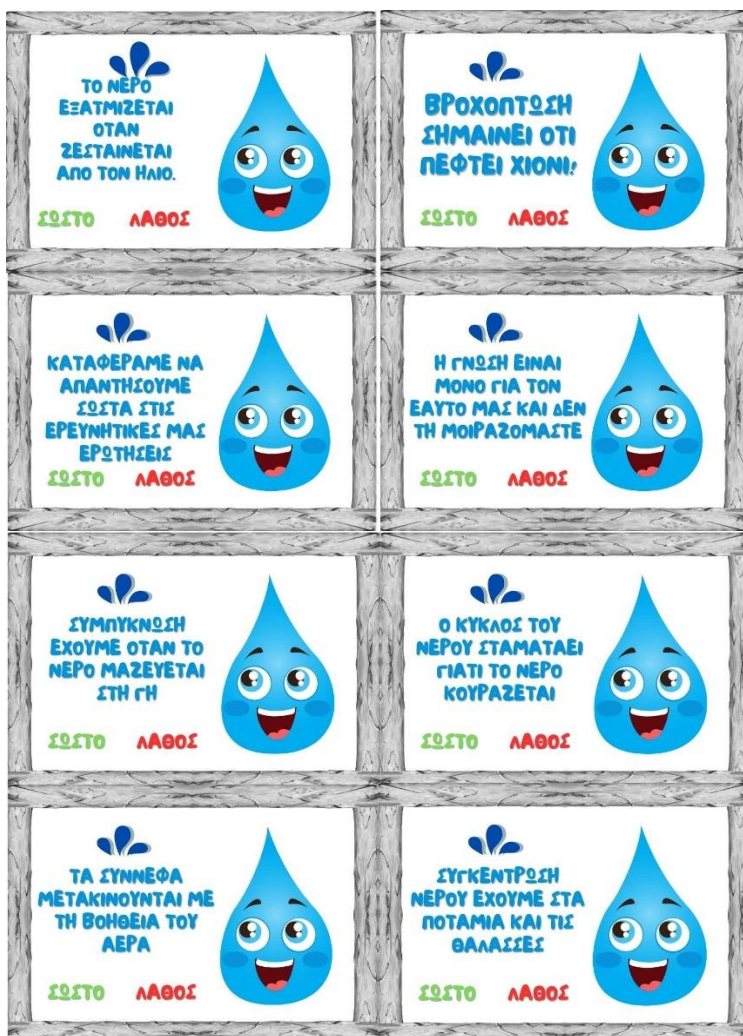 ΤΟ ΝΕΡΟ
ΕΞΑΤΜΙΖΕΤΑΙ
ΟΤΑΝ
ΖΕΣΤΑΙΝΕΤΑΙ
ΑΠΟ ΤΟΝ ΗΛΙΟ.
ΣΩΣΤΟ ΛΑΘΟΣ
ΒΡΟΧΟΠΤΩΣΗ
ΣΗΜΑΙΝΕΙ ΟΤΙ
ΠΕΦΤΕΙ ΧΙΟΝΙ!
ΣΩΣΤΟ ΛΑΘΟΣ
ΚΑΤΑΦΕΡΑΜΕ ΝΑ
ΑΠΑΝΤΗΣΟΥΜΕ
ΣΩΣΤΑ ΣΤΙΣ
ΕΡΕΥΝΗΤΙΚΕΣ ΜΑΣ
ΕΡΩΤΗΣΕΙΣ
ΣΩΣΤΟ ΛΑΘΟΣ
Η ΓΝΩΣΗ ΕΙΝΑΙ
ΜΟΝΟ ΓΙΑ ΤΟΝ
ΕΑΥΤΟ ΜΑΣ ΚΑΙ ΔΕΝ
ΤΗ ΜΟΙΡΑΖΟΜΑΣΤΕ
ΣΩΣΤΟ ΛΑΘΟΣ
ΣΥΜΠΥΚΝΩΣΗ
ΕΧΟΥΜΕ ΟΤΑΝ ΤΟ
ΝΕΡΟ ΜΑΖΕΥΕΤΑΙ
ΣΤΗ ΓΗ
ΣΩΣΤΟ ΛΑΘΟΣ
Ο ΚΥΚΛΟΣ ΤΟΥ
ΝΕΡΟΥ ΣΤΑΜΑΤΑΕΙ
ΓΙΑΤΙ ΤΟ ΝΕΡΟ
ΚΟΥΡΑΖΕΤΑΙ
ΣΩΣΤΟ ΛΑΘΟΣ
ΤΑ ΣΥΝΝΕΦΑ
ΜΕΤΑΚΙΝΟΥΝΤΑΙ ΜΕ
ΤΗ ΒΟΗΘΕΙΑ ΤΟΥ
ΑΕΡΑ
ΣΩΣΤΟ ΛΑΘΟΣ
ΣΥΓΚΕΝΤΡΩΣΗ
ΝΕΡΟΥ ΕΧΟΥΜΕ ΣΤΑ
ΠΟΤΑΜΙΑ ΚΑΙ ΤΙΣ
ΘΑΛΑΣΣΕΣ
ΣΩΣΤΟ ΛΑΘΟΣ